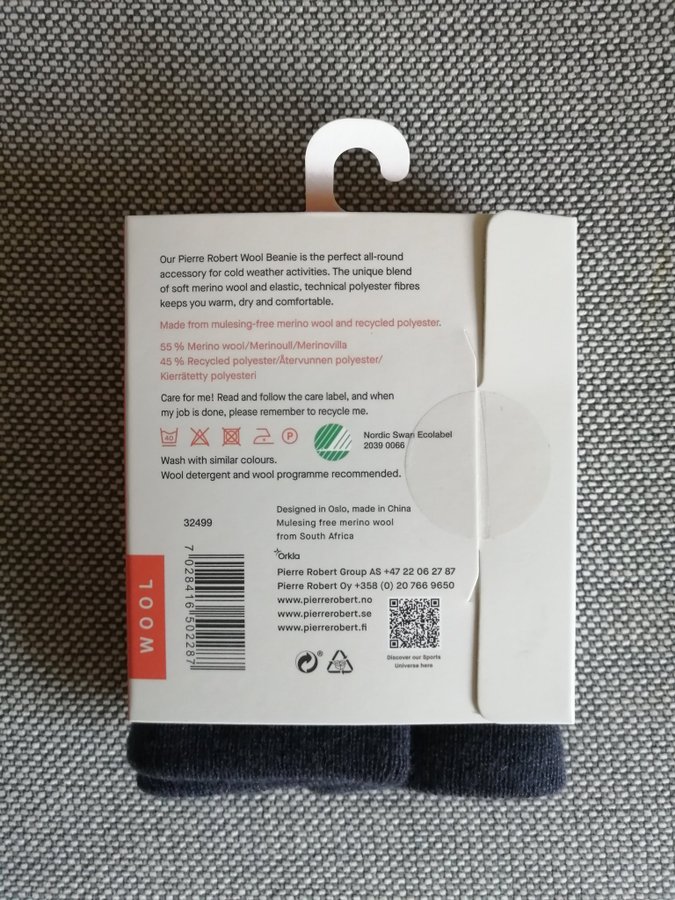 Our Pierre Robert Wool Beanie is the perfect all-round
accessory for cold weather activities. The unique blend
of soft merino wool and elastic, technical polyester fibres
keeps you warm, dry and comfortable.
Made from mulesing-free merino wool and recycled polyester.
55 % Merino wool/Merinoull/Merinovilla
45 % Recycled polyester/Återvunnen polyester/
Kierrätetty polyesteri
Care for me! Read and follow the care label, and when
my job is done, please remember to recycle me.
40
P
Nordic Swan Ecolabel
2039 0066
Wash with similar colours.
Wool detergent and wool programme recommended.
32499
Designed in Oslo, made in China
Mulesing free merino wool
from South Africa
Orkla
Pierre Robert Group AS +47 22 06 27 87
Pierre Robert Oy +358 (0) 20 766 9650
www.pierrerobert.no
www.pierrerobert.se
www.pierrerobert.fi
7 028416 502287
WOOL
Discover our Sports
Universe here